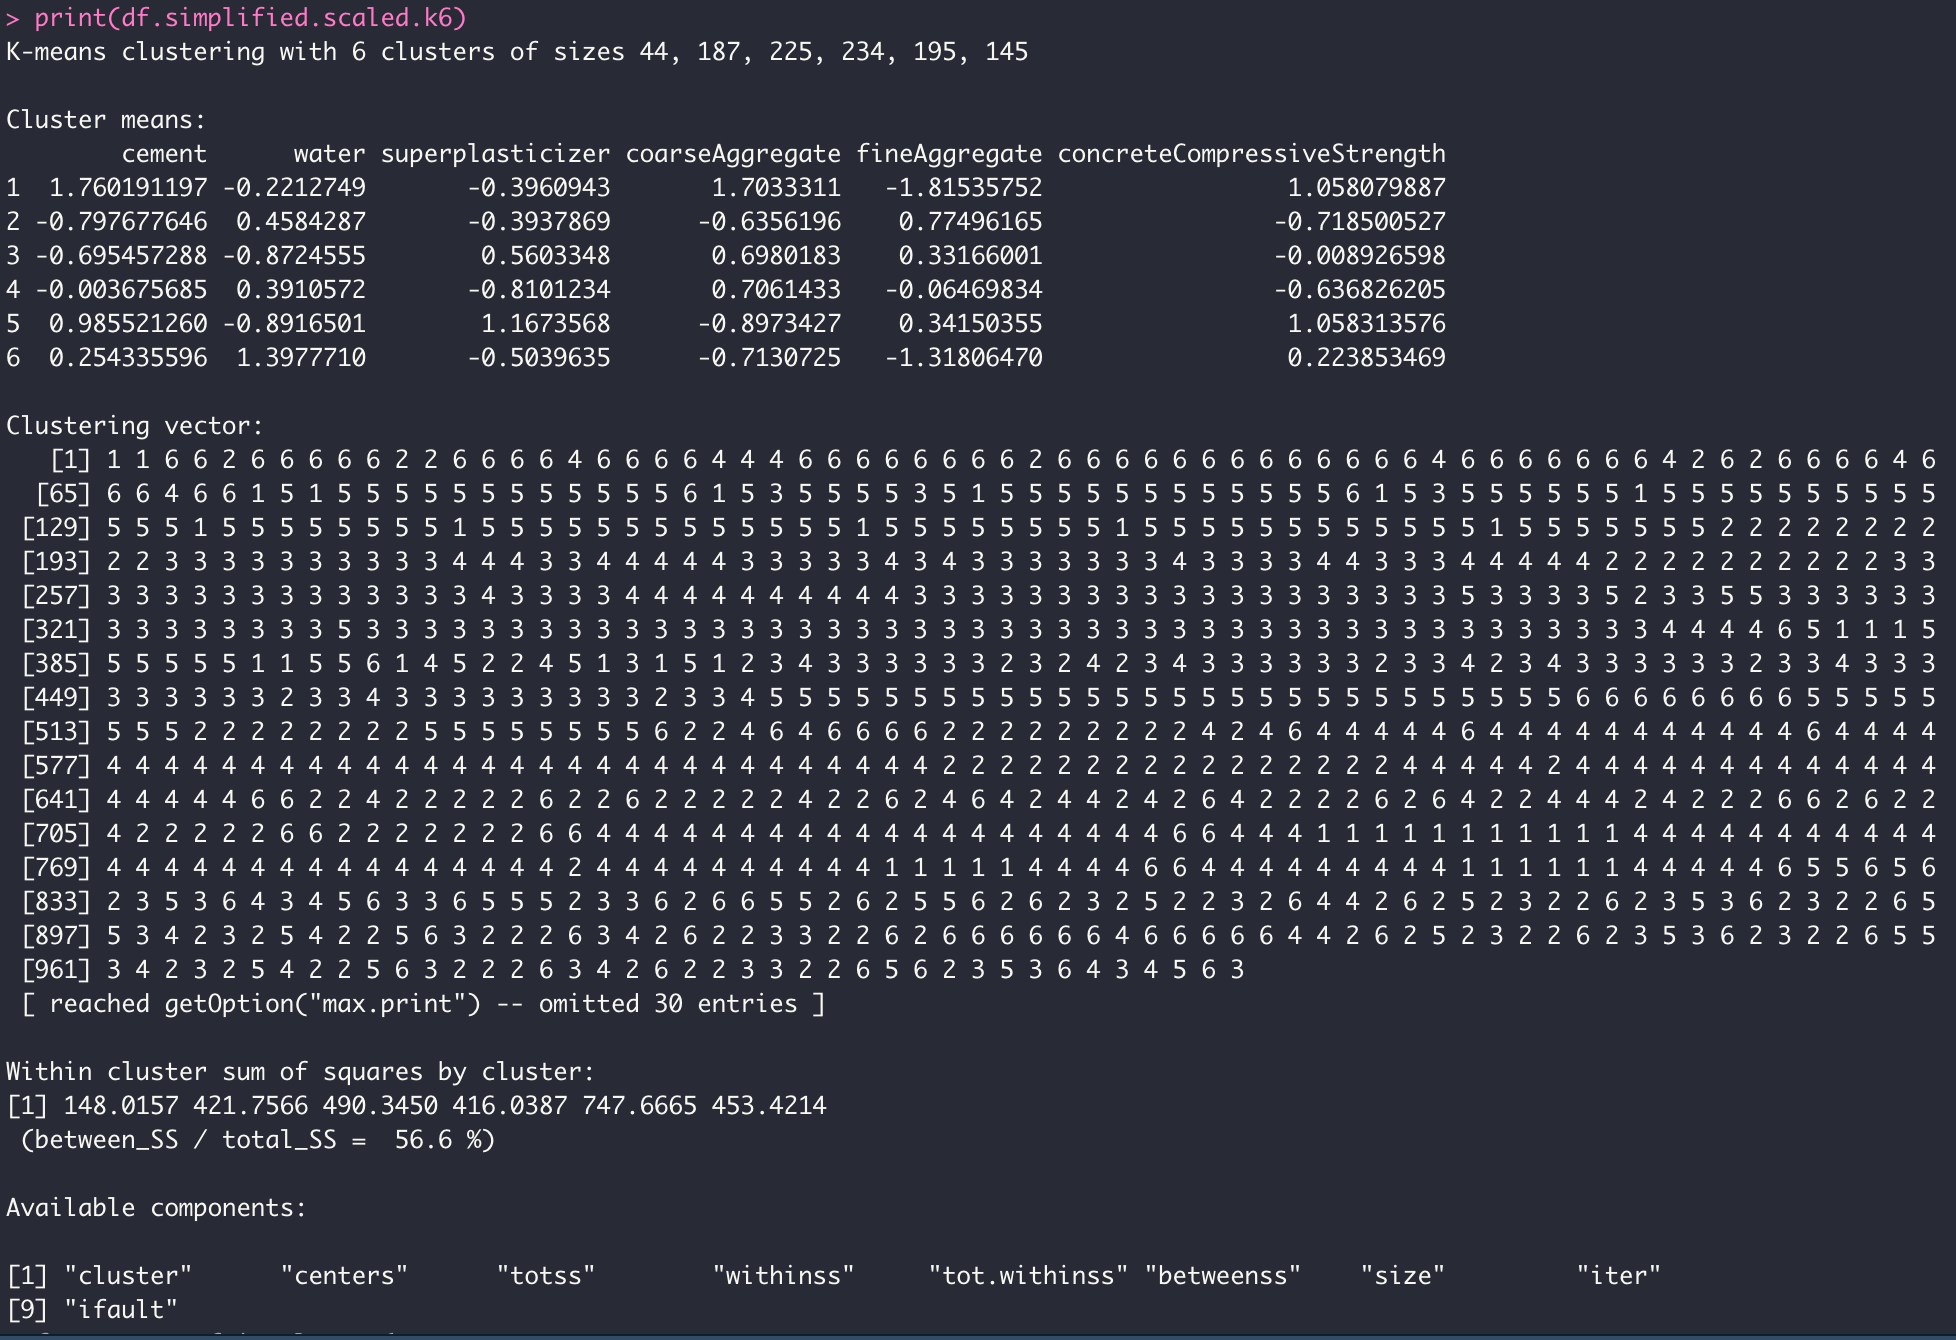 > print(df.simplified.scaled.k6)
K-means clustering with 6 clusters of sizes 44, 187, 225, 234, 195, 145
Cluster means:
cement water superplasticizer coarseAggregate fineAggregate concreteCompressiveStrength
1 1.760191197 -0.2212749 -0.3960943 1.7033311 -1.81535752 1.058079887
2 -0.797677646 0.4584287 -0.3937869 -0.6356196 0.77496165 -0.718500527
3 -0.695457288 -0.8724555 0.5603348 0.6980183 0.33166001 -0.008926598
4 -0.003675685 0.3910572 -0.8101234 0.7061433 -0.06469834 -0.636826205
5 0.985521260 -0.8916501 1.1673568 -0.8973427 0.34150355 1.058313576
6 0.254335596 1.3977710 -0.5039635 -0.7130725 -1.31806470 0.223853469
Clustering vector:
[1] 1 1 6 6 2 6 6 6 6 6 2 2 6 6 6 6 4 6 6 6 6 4 4 4 6 6 6 6 6 6 6 6 2 6 6 6 6 6 6 6 6 6 6 6 6 6 4 6 6 6 6 6 6 6 4 2 6 2 6 6 6 6 4 6
[65] 6 6 4 6 6 1 5 1 5 5 5 5 5 5 5 5 5 5 5 5 6 1 5 3 5 5 5 5 3 5 1 5 5 5 5 5 5 5 5 5 5 5 5 6 1 5 3 5 5 5 5 5 5 1 5 5 5 5 5 5 5 5 5 5
[129] 5 5 5 1 5 5 5 5 5 5 5 5 1 5 5 5 5 5 5 5 5 5 5 5 5 5 1 5 5 5 5 5 5 5 5 1 5 5 5 5 5 5 5 5 5 5 5 5 1 5 5 5 5 5 5 5 2 2 2 2 2 2 2 2
[193] 2 2 3 3 3 3 3 3 3 3 3 3 4 4 4 3 3 4 4 4 4 4 3 3 3 3 3 4 3 4 3 3 3 3 3 3 3 4 3 3 3 3 4 4 3 3 3 4 4 4 4 4 2 2 2 2 2 2 2 2 2 2 3 3
[257] 3 3 3 3 3 3 3 3 3 3 3 3 3 4 3 3 3 3 4 4 4 4 4 4 4 4 4 4 3 3 3 3 3 3 3 3 3 3 3 3 3 3 3 3 3 3 3 5 3 3 3 3 5 2 3 3 5 5 3 3 3 3 3 3
[321] 3 3 3 3 3 3 3 3 5 3 3 3 3 3 3 3 3 3 3 3 3 3 3 3 3 3 3 3 3 3 3 3 3 3 3 3 3 3 3 3 3 3 3 3 3 3 3 3 3 3 3 3 3 3 4 4 4 4 6 5 1 1 1 5
[385] 5 5 5 5 5 1 1 5 5 6 1 4 5 2 2 4 5 1 3 1 5 1 2 3 4 3 3 3 3 3 3 2 3 2 4 2 3 4 3 3 3 3 3 3 2 3 3 4 2 3 4 3 3 3 3 3 3 2 3 3 4 3 3 3
[449] 3 3 3 3 3 3 2 3 3 4 3 3 3 3 3 3 3 3 3 2 3 3 4 5 5 5 5 5 5 5 5 5 5 5 5 5 5 5 5 5 5 5 5 5 5 5 5 5 5 5 5 6 6 6 6 6 6 6 6 5 5 5 5 5
[513] 5 5 5 2 2 2 2 2 2 2 2 5 5 5 5 5 5 5 5 6 2 2 4 6 4 6 6 6 6 2 2 2 2 2 2 2 2 2 4 2 4 6 4 4 4 4 4 6 4 4 4 4 4 4 4 4 4 4 4 6 4 4 4 4
[577] 4 4 4 4 4 4 4 4 4 4 4 4 4 4 4 4 4 4 4 4 4 4 4 4 4 4 4 4 4 2 2 2 2 2 2 2 2 2 2 2 2 2 2 2 2 4 4 4 4 4 2 4 4 4 4 4 4 4 4 4 4 4 4 4
[641] 4 4 4 4 4 6 6 2 2 4 2 2 2 2 2 6 2 2 6 2 2 2 2 2 4 2 2 6 2 4 6 4 2 4 4 2 4 2 6 4 2 2 2 2 6 2 6 4 2 2 4 4 4 2 4 2 2 2 6 6 2 6 2 2
[705] 4 2 2 2 2 2 6 6 2 2 2 2 2 2 2 6 6 4 4 4 4 4 4 4 4 4 4 4 4 4 4 4 4 4 4 4 4 6 6 4 4 4 1 1 1 1 1 1 1 1 1 1 1 4 4 4 4 4 4 4 4 4 4 4
[769] 4 4 4 4 4 4 4 4 4 4 4 4 4 4 4 4 2 4 4 4 4 4 4 4 4 4 4 1 1 1 1 1 4 4 4 4 6 6 4 4 4 4 4 4 4 4 4 1 1 1 1 1 1 4 4 4 4 4 6 5 5 6 5 6
[833] 2 3 5 3 6 4 3 4 5 6 3 3 6 5 5 5 2 3 3 6 2 6 6 5 5 2 6 2 5 5 6 2 6 2 3 2 5 2 2 3 2 6 4 4 2 6 2 5 2 3 2 2 6 2 3 5 3 6 2 3 2 2 6 5
[897] 5 3 4 2 3 2 5 4 2 2 5 6 3 2 2 2 6 3 4 2 6 2 2 3 3 2 2 6 2 6 6 6 6 6 6 4 6 6 6 6 6 4 4 2 6 2 5 2 3 2 2 6 2 3 5 3 6 2 3 2 2 6 5 5
[961] 3 4 2 3 2 5 4 2 2 5 6 3 2 2 2 6 3 4 2 6 2 2 3 3 2 2 6 5 6 2 3 5 3 6 4 3 4 5 6 3
[ reached getOption("max.print") -- omitted 30 entries ]
Within cluster sum of squares by cluster:
[1] 148.0157 421.7566 490.3450 416.0387 747.6665 453.4214
(between_SS / total_SS = 56.6 %)
Available components:
[1] "cluster" "centers" "totss" "withinss" "tot.withinss" "betweenss" "size" "iter"
[9] "ifault"